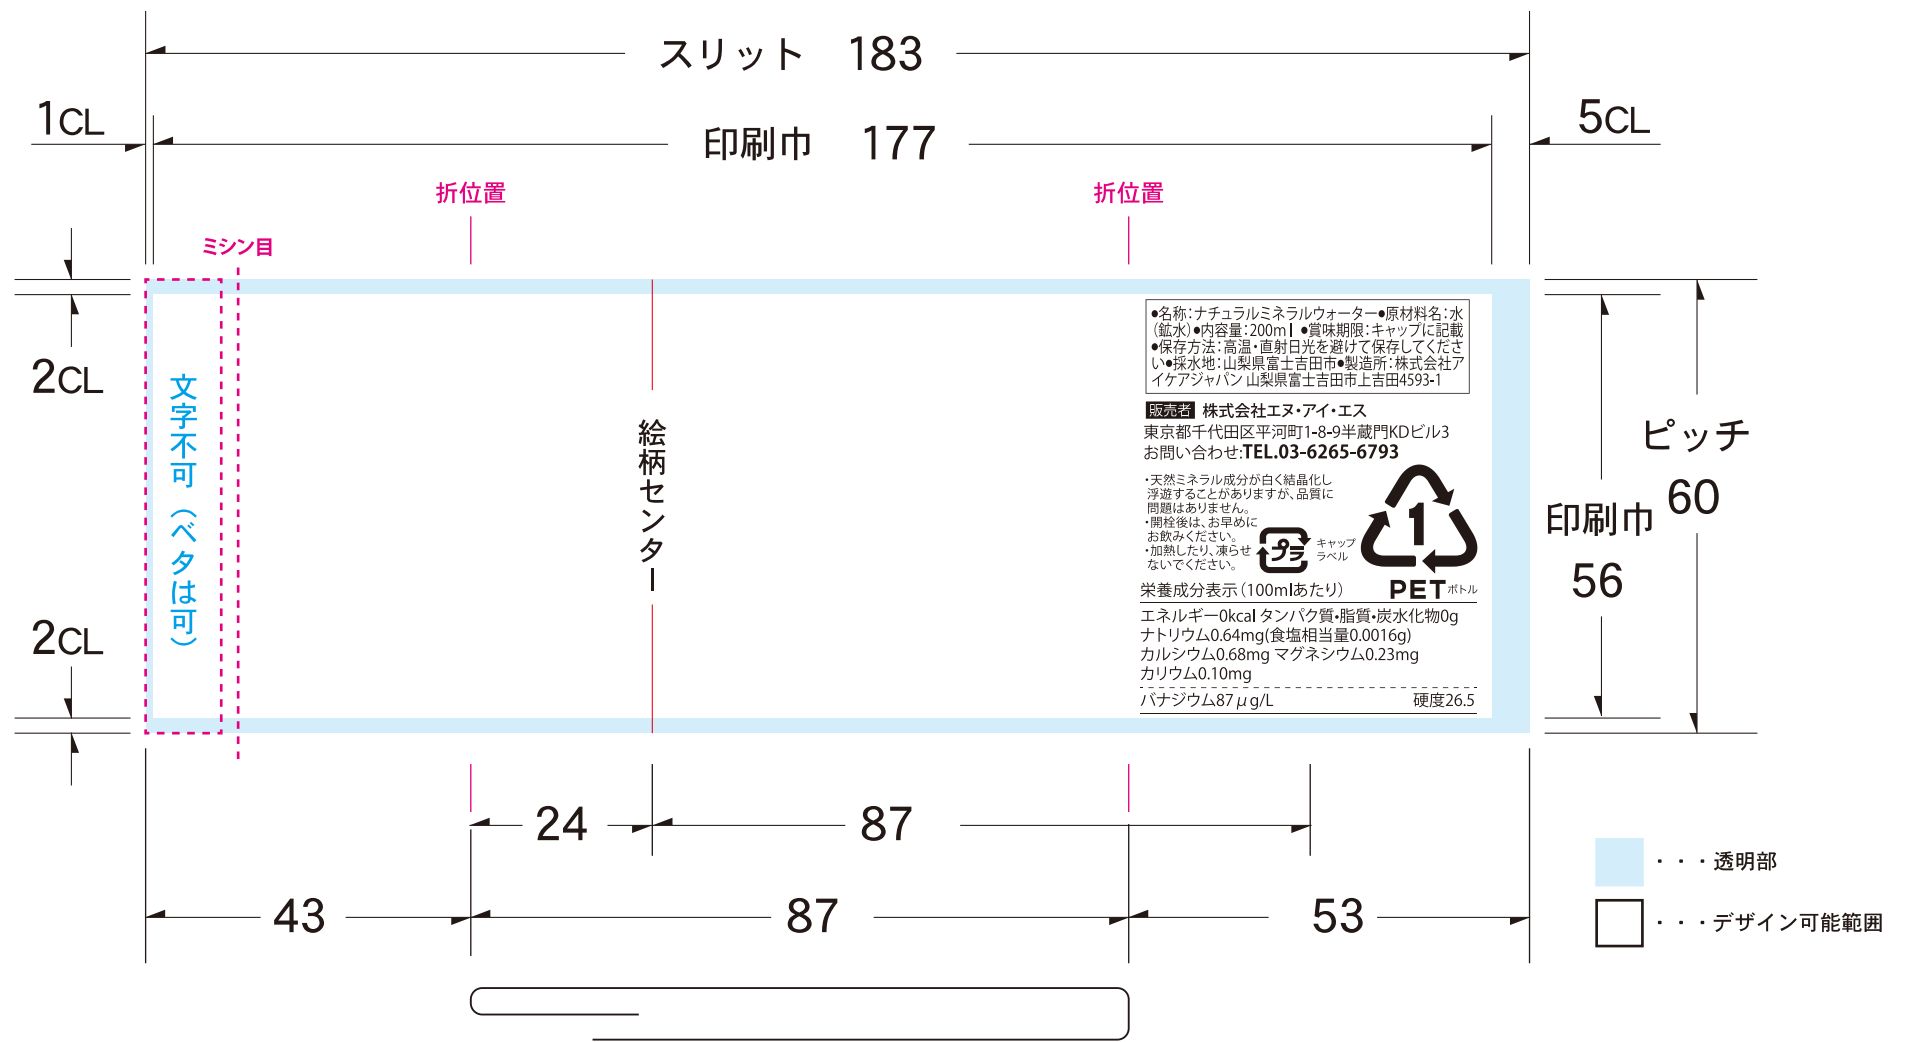 スリット 183
1CL
印刷巾 177
5CL
折位置
折位置
ミシン目
2CL
2CL
文字不可（ベタは可）
絵柄センター
●名称：ナチュラルミネラルウォーター●原材料名：水
（鉱水）●内容量：200ml ●賞味期限：キャップに記載
●保存方法：高温・直射日光を避けて保存してくださ
い●採水地：山梨県富士吉田市●製造所：株式会社ア
イケアジャパン 山梨県富士吉田市上吉田4593-1
販売者 株式会社エヌ・アイ・エス
東京都千代田区平河町1-8-9半蔵門KDビル3
お問い合わせ:TEL.03-6265-6793
・天然ミネラル成分が白く結晶化し
浮遊することがありますが、品質に
問題はありません。
・開栓後は、お早めに
お飲みください。
・加熱したり、凍らせ
ないでください。
プラ
キャップ
ラベル
1
PETボトル
栄養成分表示（100mlあたり）
エネルギー0kcal タンパク質・脂質・炭水化物0g
ナトリウム0.64mg(食塩相当量0.0016g)
カルシウム0.68mg マグネシウム0.23mg
カリウム0.10mg
バナジウム87μg/L 硬度26.5
印刷巾
56
ピッチ
60
24
87
43
87
53
・・・透明部
・・・デザイン可能範囲